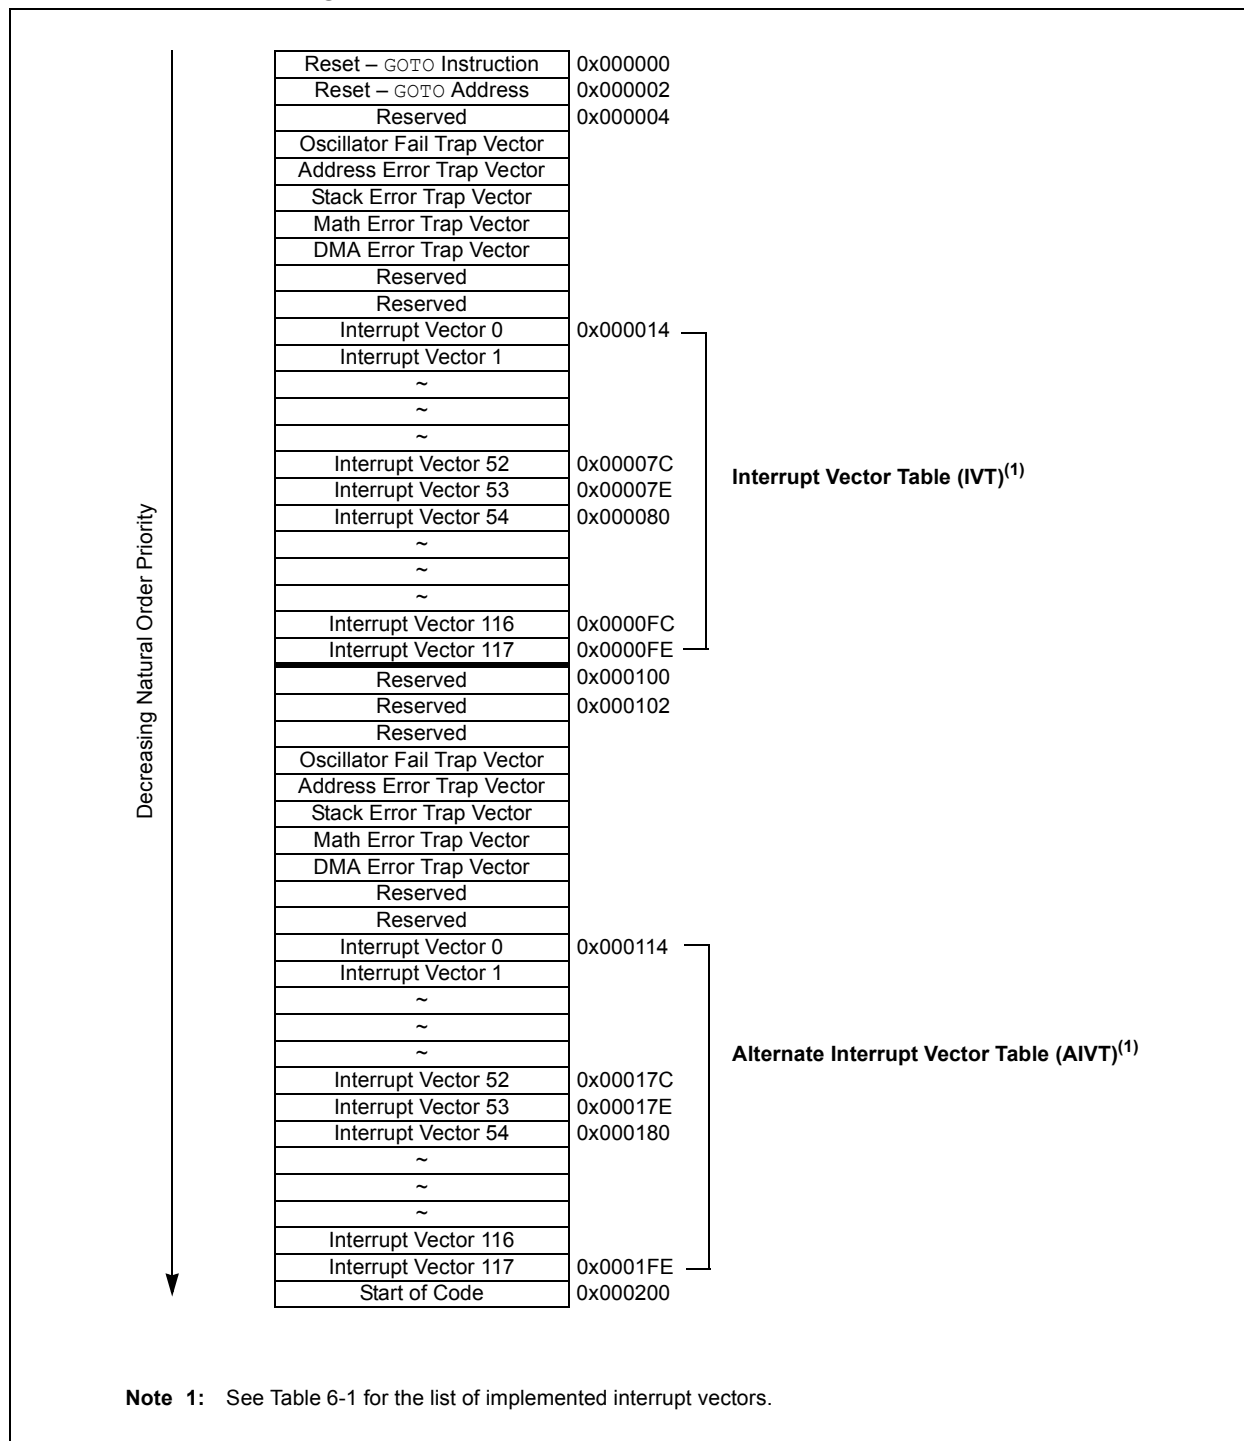 Reset – GOTO Instruction 0x000000
Reset – GOTO Address 0x000002
Reserved 0x000004
Oscillator Fail Trap Vector
Address Error Trap Vector
Stack Error Trap Vector
Math Error Trap Vector
DMA Error Trap Vector
Reserved
Reserved
Interrupt Vector 0 0x000014
Interrupt Vector 1
~
~
~
Interrupt Vector 52 0x00007C
Interrupt Vector 53 0x00007E
Interrupt Vector 54 0x000080
~
~
~
Interrupt Vector 116 0x0000FC
Interrupt Vector 117 0x0000FE
Interrupt Vector Table (IVT)(1)
Decreasing Natural Order Priority
Reserved 0x000100
Reserved 0x000102
Reserved
Oscillator Fail Trap Vector
Address Error Trap Vector
Stack Error Trap Vector
Math Error Trap Vector
DMA Error Trap Vector
Reserved
Reserved
Interrupt Vector 0 0x000114
Interrupt Vector 1
~
~
~
Interrupt Vector 52 0x00017C
Interrupt Vector 53 0x00017E
Interrupt Vector 54 0x000180
~
~
~
Interrupt Vector 116
Interrupt Vector 117 0x0001FE
Start of Code 0x000200
Alternate Interrupt Vector Table (AIVT)(1)
Note 1: See Table 6-1 for the list of implemented interrupt vectors.